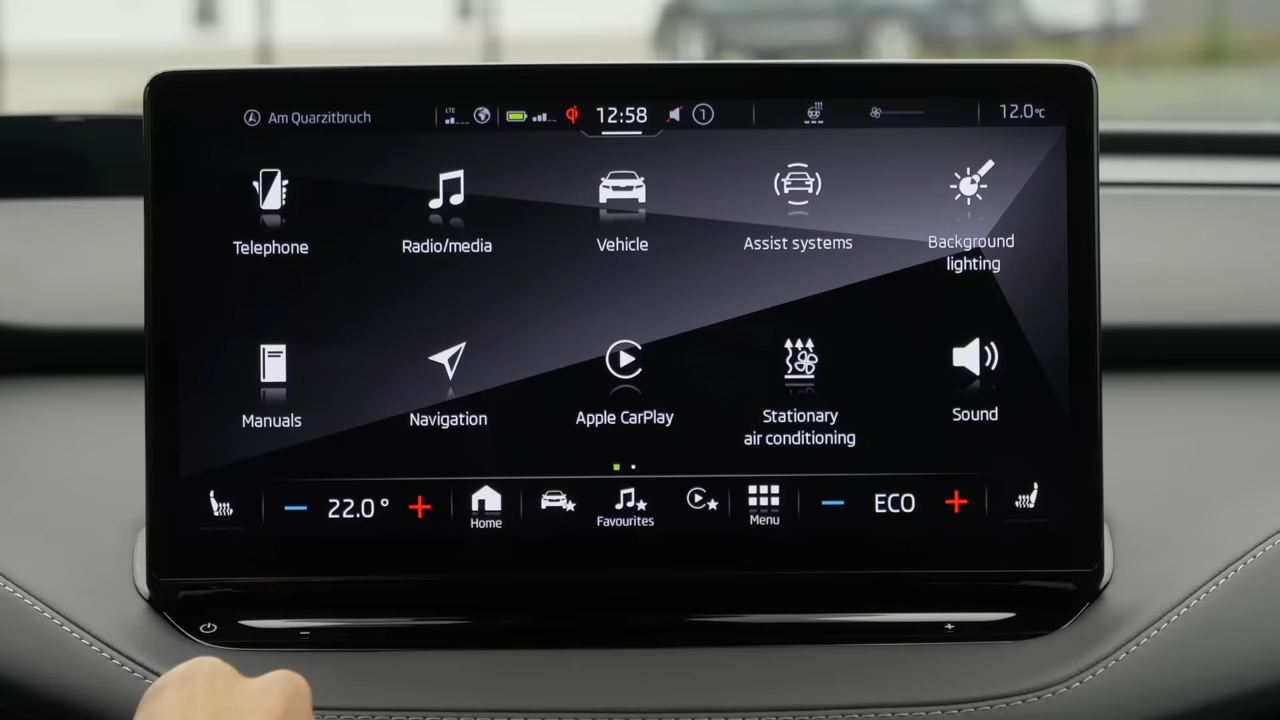 Am Quarzitbruch
LTE
12:58
1
12.0°C
Telephone
Radio/media
Vehicle
Assist systems
Background
lighting
Manuals
Navigation
Apple CarPlay
Stationary
air conditioning
Sound
22.0°
ECO
Home
Favourites
Menu